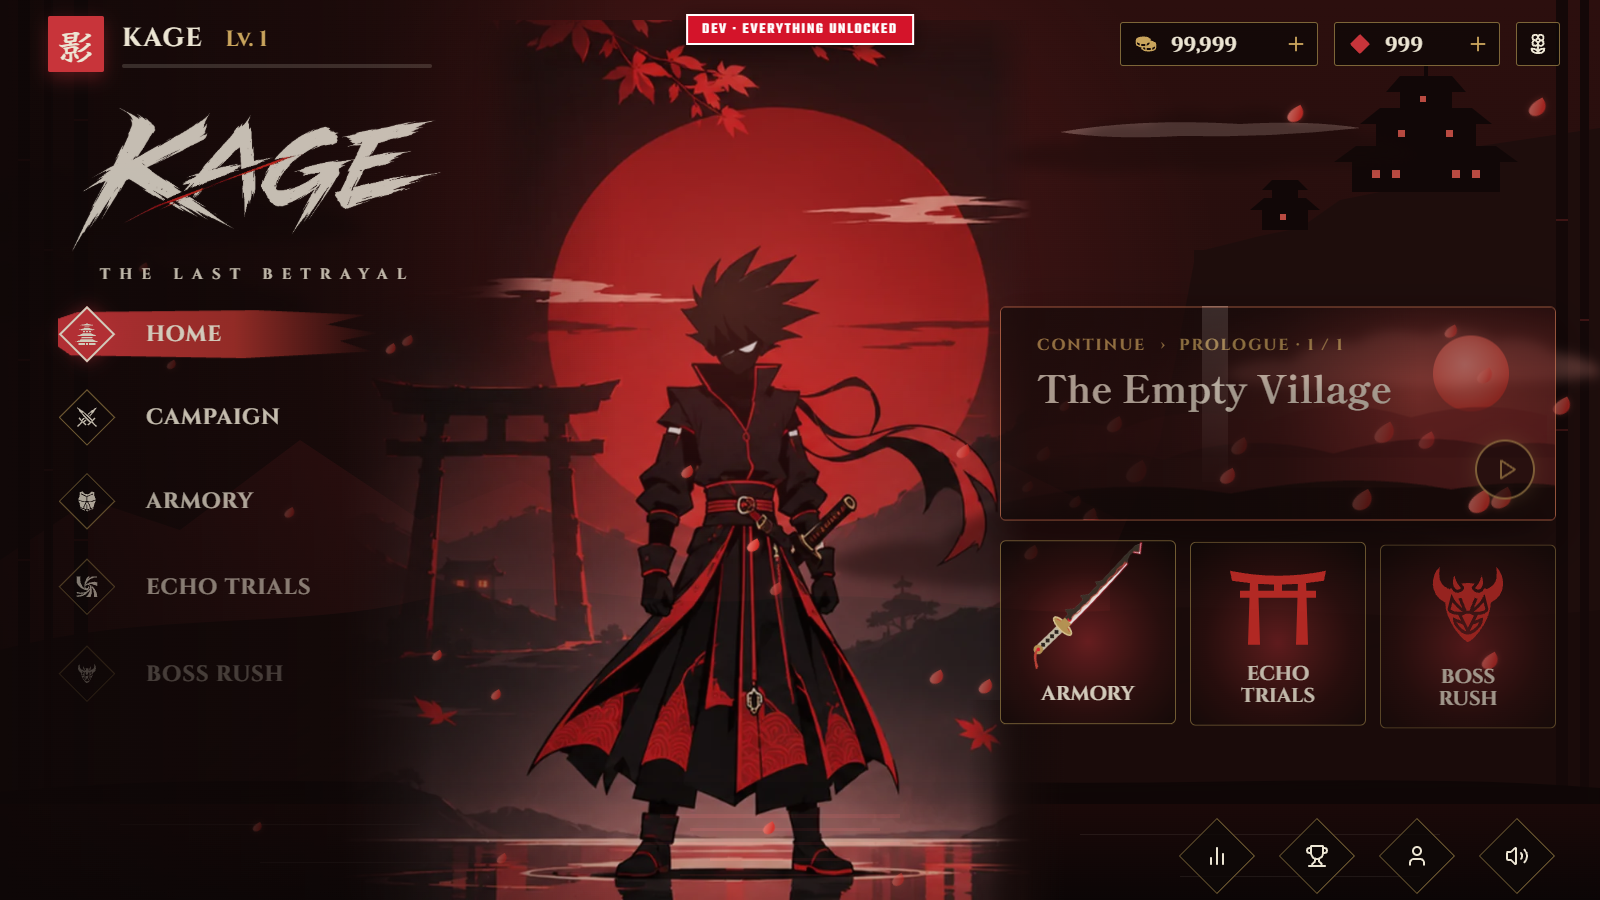 影
KAGE Lv. 1
DEV · EVERYTHING UNLOCKED
99,999 +
999 +
KAGE
THE LAST BETRAYAL
HOME
CAMPAIGN
ARMORY
ECHO TRIALS
BOSS RUSH
CONTINUE › PROLOGUE · 1 / 1
The Empty Village
ARMORY
ECHO
TRIALS
BOSS
RUSH